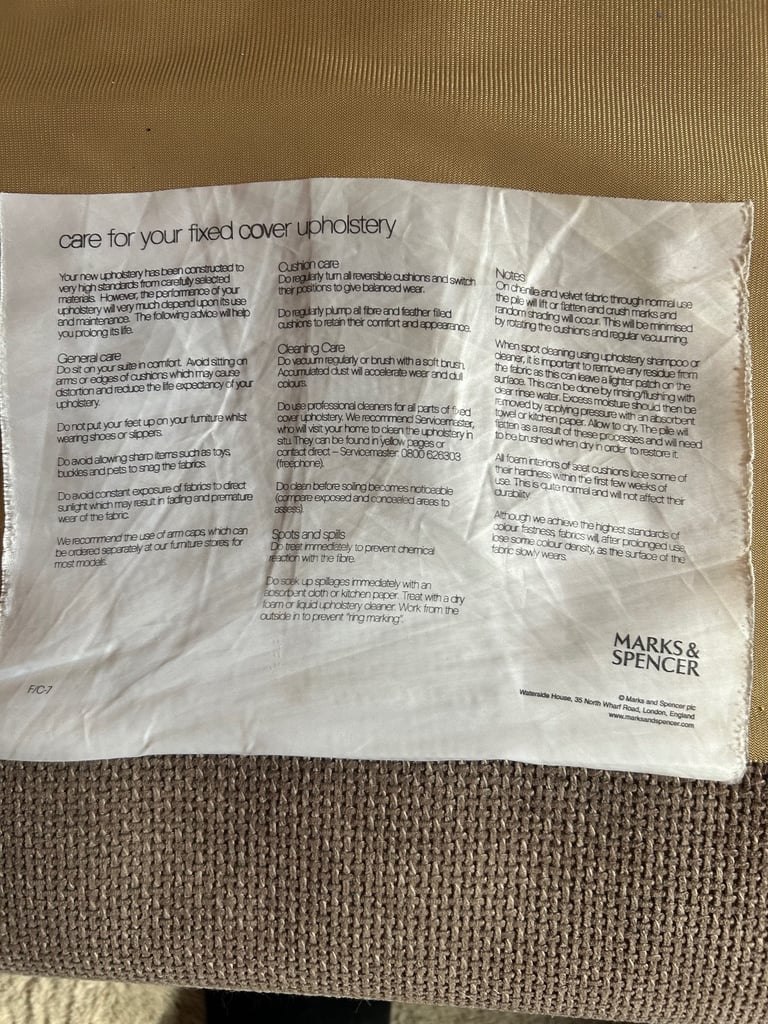 care for your fixed cover upholstery
Your new upholstery has been constructed to
very high standards from carefully selected
materials. However, the performance of your
upholstery will very much diapend upon its use
and maintenance. The following advice will help
you prolong its life.
General care
Do sit on your suite in comfort. Avoid sitting on
arms or edges of cushions which may cause
distortion and reduce the life expectancy of your
upholstery.
Do not put your feet up on your furniture whilst
wearing shoes or slippers.
Do avoid allowing sharp items such as toys,
buckles and pets to snag the fabrics.
Do avoid constant exposure of fabrics to direct
sunlight which may result in fading and premature
wear of the fabric.
We recommend the use of arm caps, which can
be ordered separately at our furniture stores, for
most models.
Cushion care
Do regularly turn all reversible cushions and switch
their positions to give balanced wear.
Do regularly plump all fibre and feather filled
cushions to retain their comfort and appearance.
Cleaning Care
Do vacuum regularly or brush with a soft brush.
Accumulated dust will accelerate wear and dull
colours.
Do use professional cleaners for all parts of fixed
cover upholstery. We recommend Servicemaster,
who will visit your home to clean the upholstery in
situ. They can be found in yellow pages or
contact direct – Servicemaster: 0800 626303
(freephone).
Do clean before soiling becomes noticeable
(compare exposed and concealed areas to
assess).
Spots and spills
Do treat immediately to prevent chemical
reaction with the fibre.
Do soak up spillages immediately with an
absorbent cloth or kitchen paper. Treat with a dry
foam or liquid upholstery cleaner. Work from the
outside in to prevent "ring marking".
Notes
On chenille and velvet fabric through normal use
the pile will lift or flatten and crush marks and
random shading will occur. This will be minimised
by rotating the cushions and regular vacuuming.
When spot cleaning using upholstery shampoo or
cleaner, it is important to remove any residue from
the fabric as this can leave a lighter patch on the
surface. This can be done by rinsing/flushing with
clear rinse water. Excess moisture should then be
removed by applying pressure with an absorbent
towel or kitchen paper. Allow to dry. The pile will
flatten as a result of these processes and will need
to be brushed when dry in order to restore it.
All foam interiors of seat cushions lose some of
their hardness within the first few weeks of
use. This is quite normal and will not affect their
durability.
Although we achieve the highest standards of
colour fastness, fabrics will, after prolonged use,
lose some colour density, as the surface of the
fabric slowly wears.
MARKS &
SPENCER
F/C-7
© Marks and Spencer plc
Waterside House, 35 North Wharf Road, London, England
www.marksandspencer.com